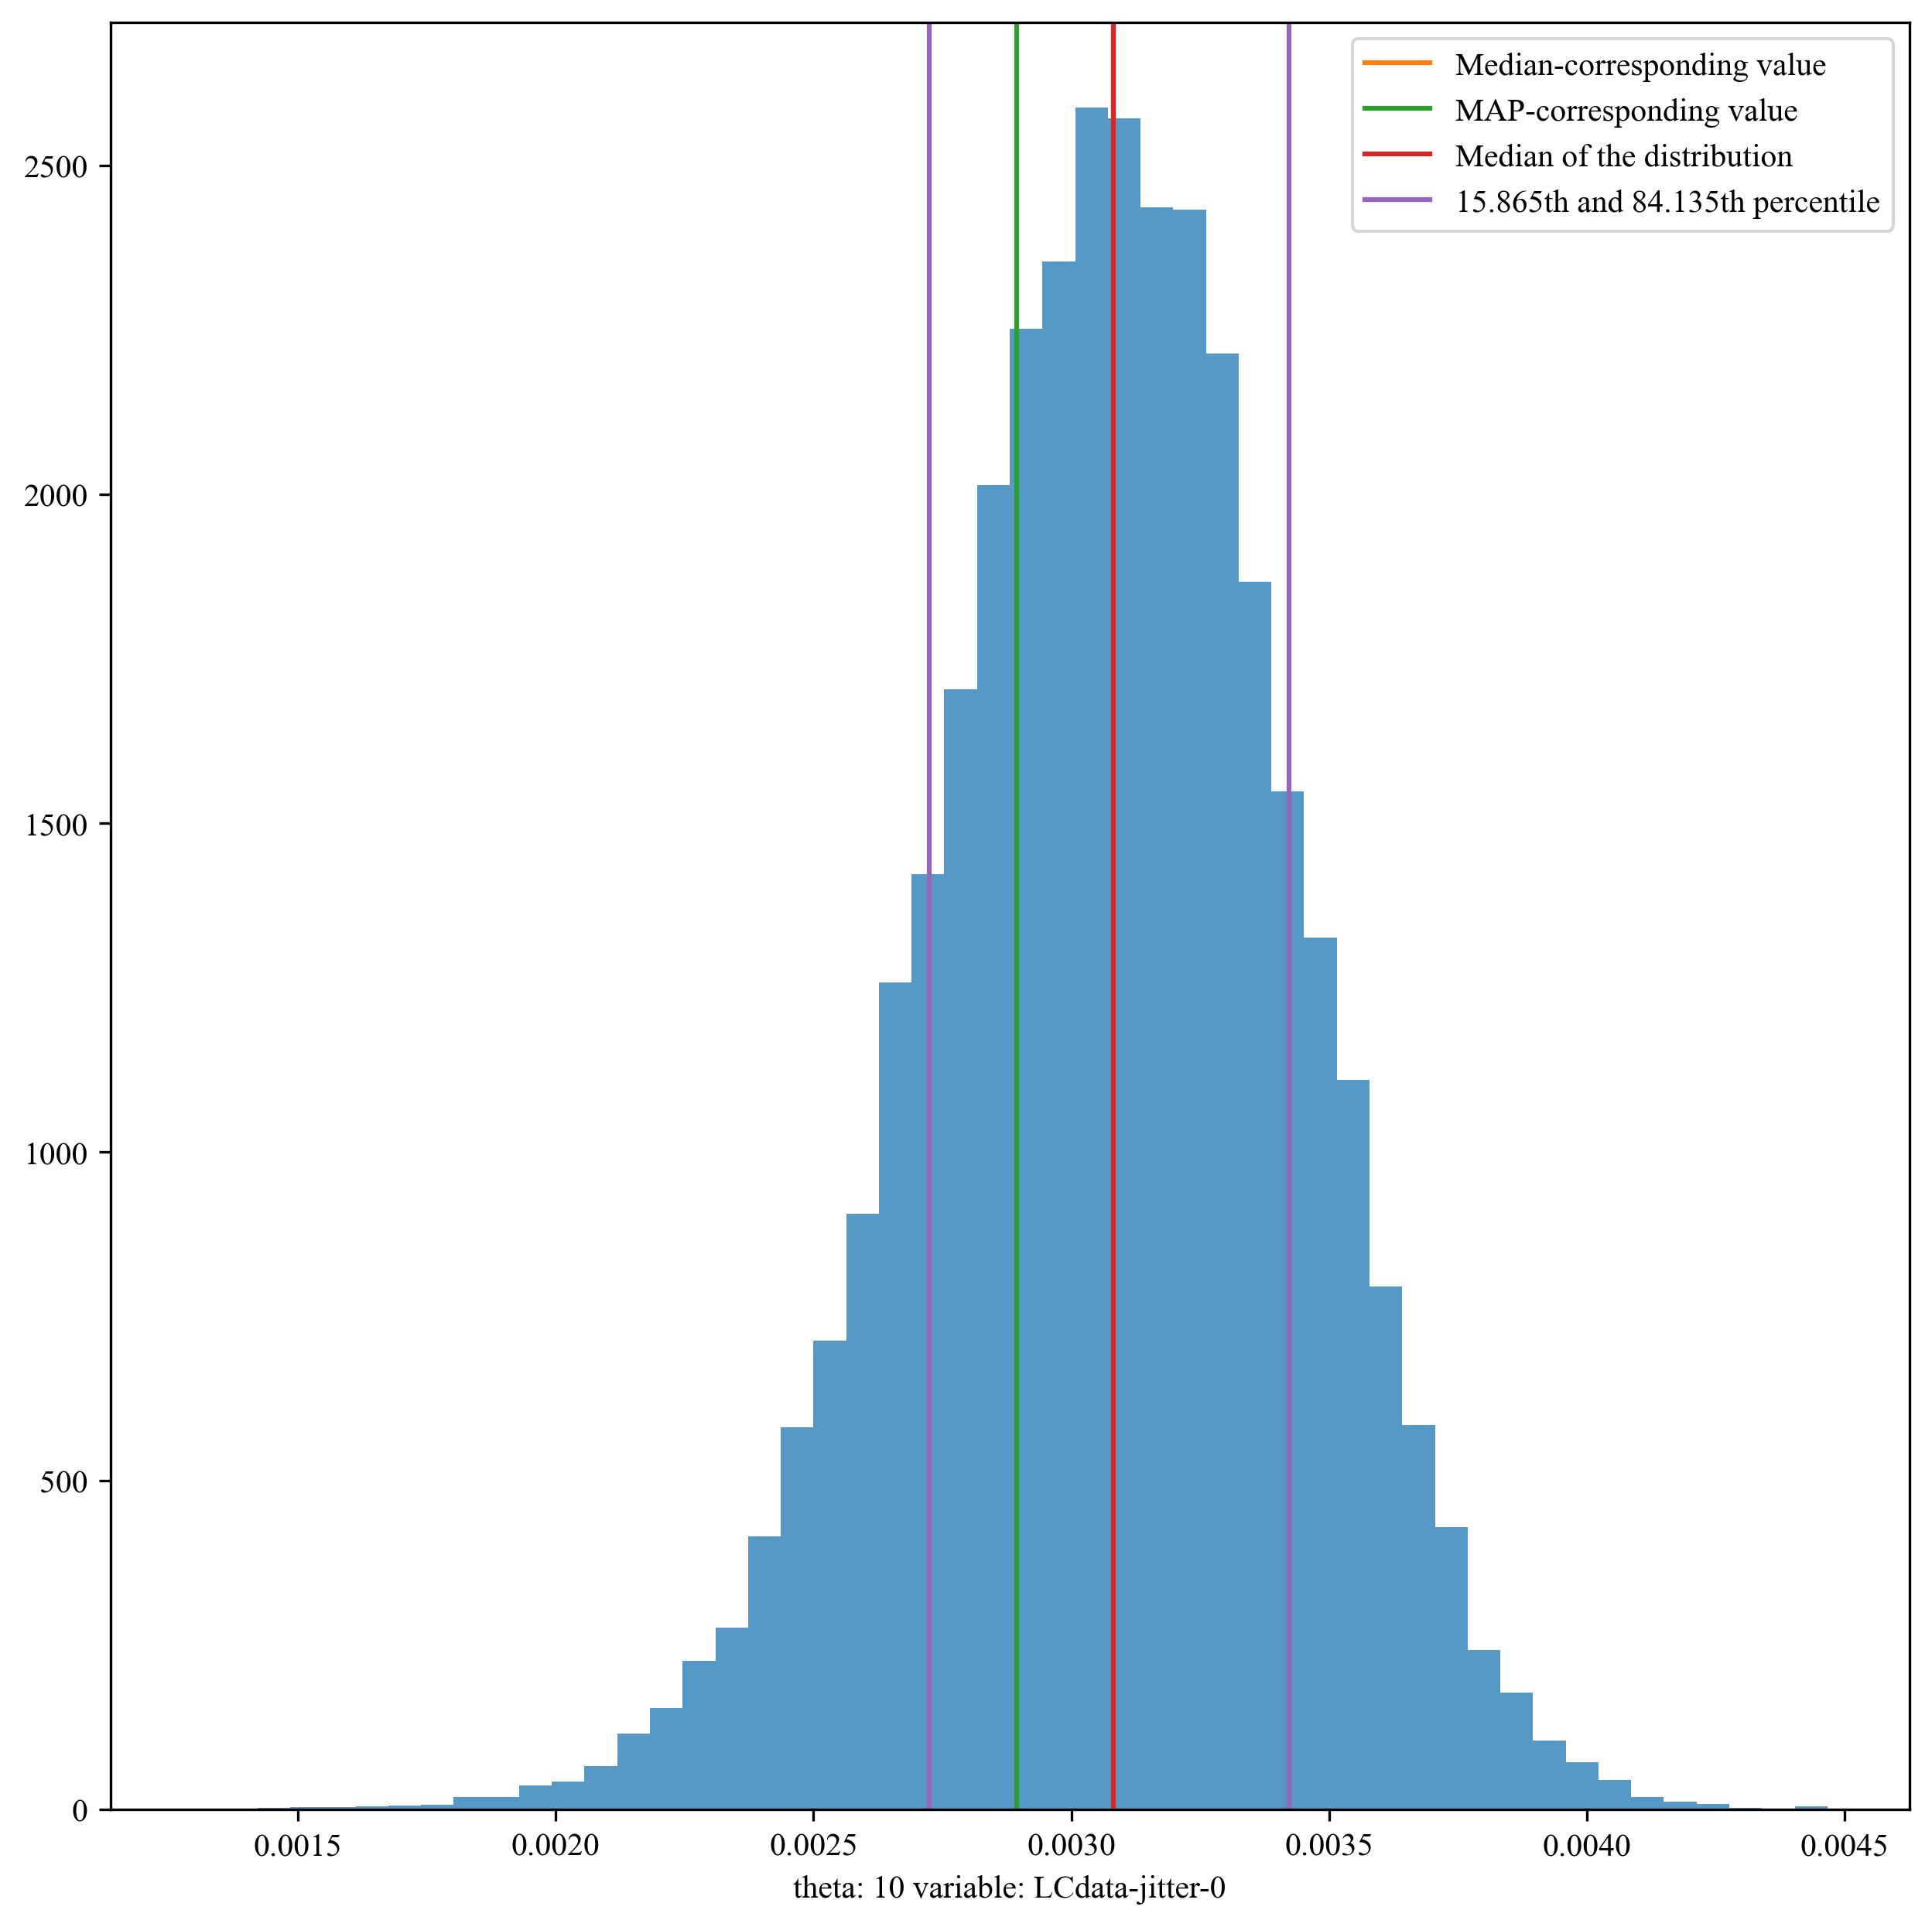 Median-corresponding value
MAP-corresponding value
Median of the distribution
15.865th and 84.135th percentile
2500
2000
1500
1000
500
0
0.0015 0.0020 0.0025 0.0030 0.0035 0.0040 0.0045
theta: 10 variable: LCdata-jitter-0